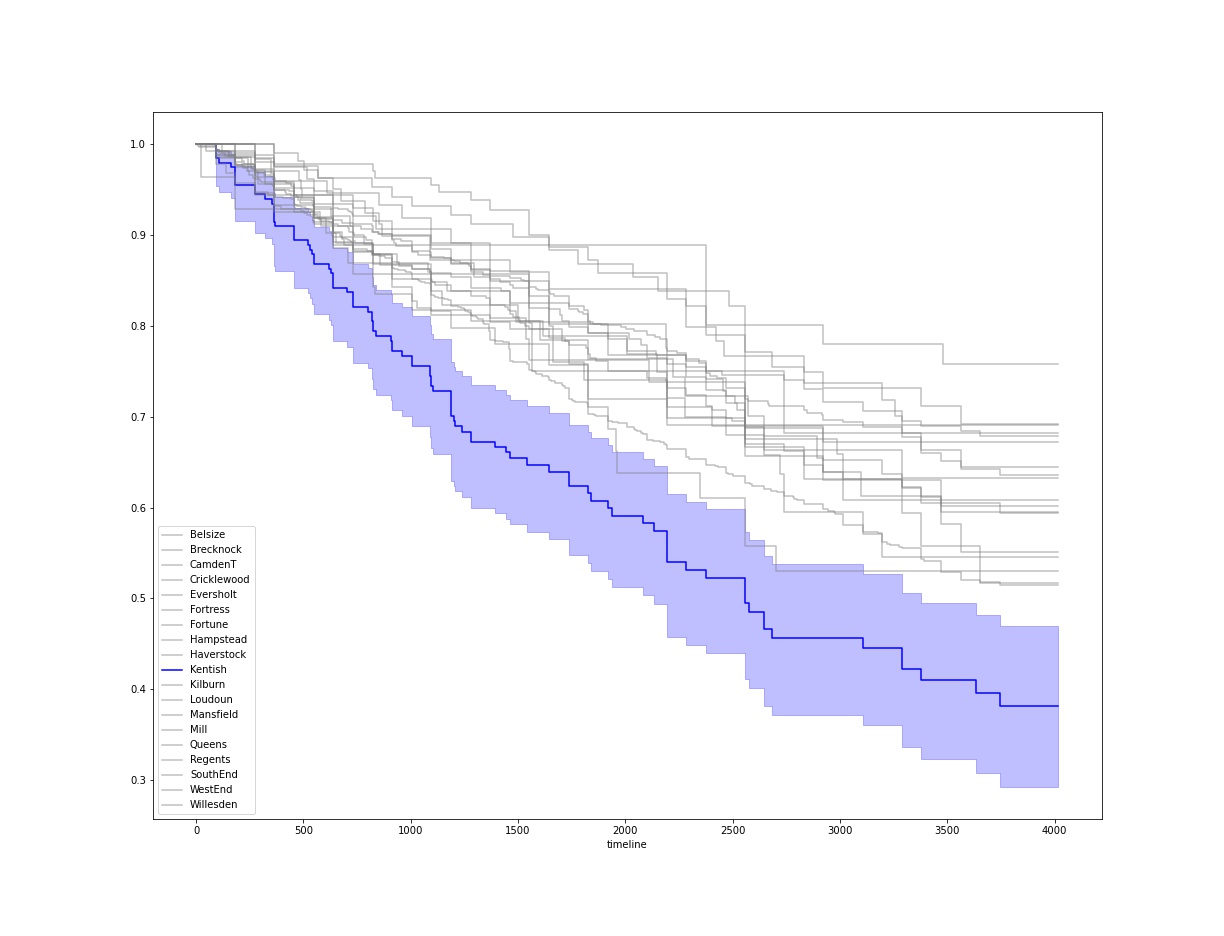 1.0
0.9
0.8
0.7
0.6
0.5
0.4
0.3
Belsize
Brecknock
CamdenT
Cricklewood
Eversholt
Fortress
Fortune
Hampstead
Haverstock
Kentish
Kilburn
Loudoun
Mansfield
Mill
Queens
Regents
SouthEnd
WestEnd
Willesden
0 500 1000 1500 2000 2500 3000 3500 4000
timeline